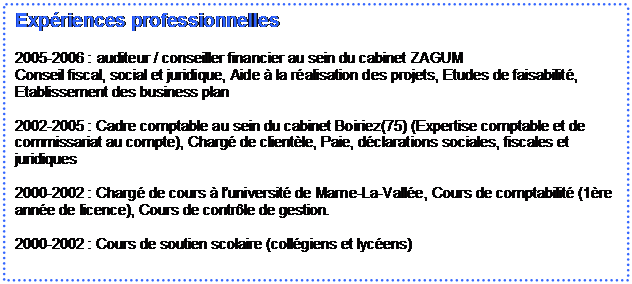 Expériences professionnelles
2005-2006 : auditeur / conseiller financier au sein du cabinet ZAGUM
Conseil fiscal, social et juridique, Aide à la réalisation des projets, Etudes de faisabilité,
Etablissement des business plan
2002-2005 : Cadre comptable au sein du cabinet Boiriez(75) (Expertise comptable et de
commissariat au compte), Chargé de clientèle, Paie, déclarations sociales, fiscales et
juridiques
2000-2002 : Chargé de cours à l'université de Marne-La-Vallée, Cours de comptabilité (1ère
année de licence), Cours de contrôle de gestion.
2000-2002 : Cours de soutien scolaire (collégiens et lycéens)